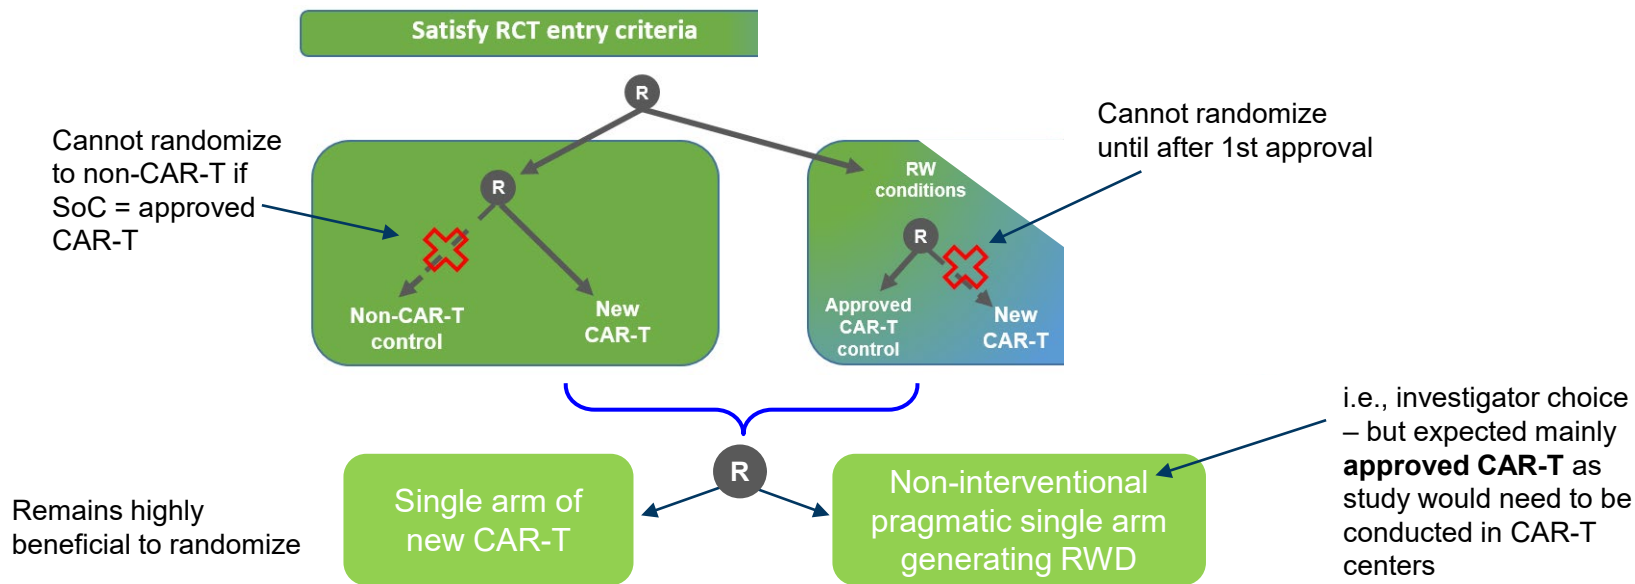 Satisfy RCT entry criteria
R
Cannot randomize
to non-CAR-T if
SoC = approved
CAR-T
Cannot randomize
until after 1st approval
R
Non-CAR-T
control
New
CAR-T
RW
conditions
R
Approved
CAR-T
control
New
CAR-T
R
Remains highly
beneficial to randomize
Single arm of
new CAR-T
Non-interventional
pragmatic single arm
generating RWD
i.e., investigator choice
– but expected mainly
approved CAR-T as
study would need to be
conducted in CAR-T
centers